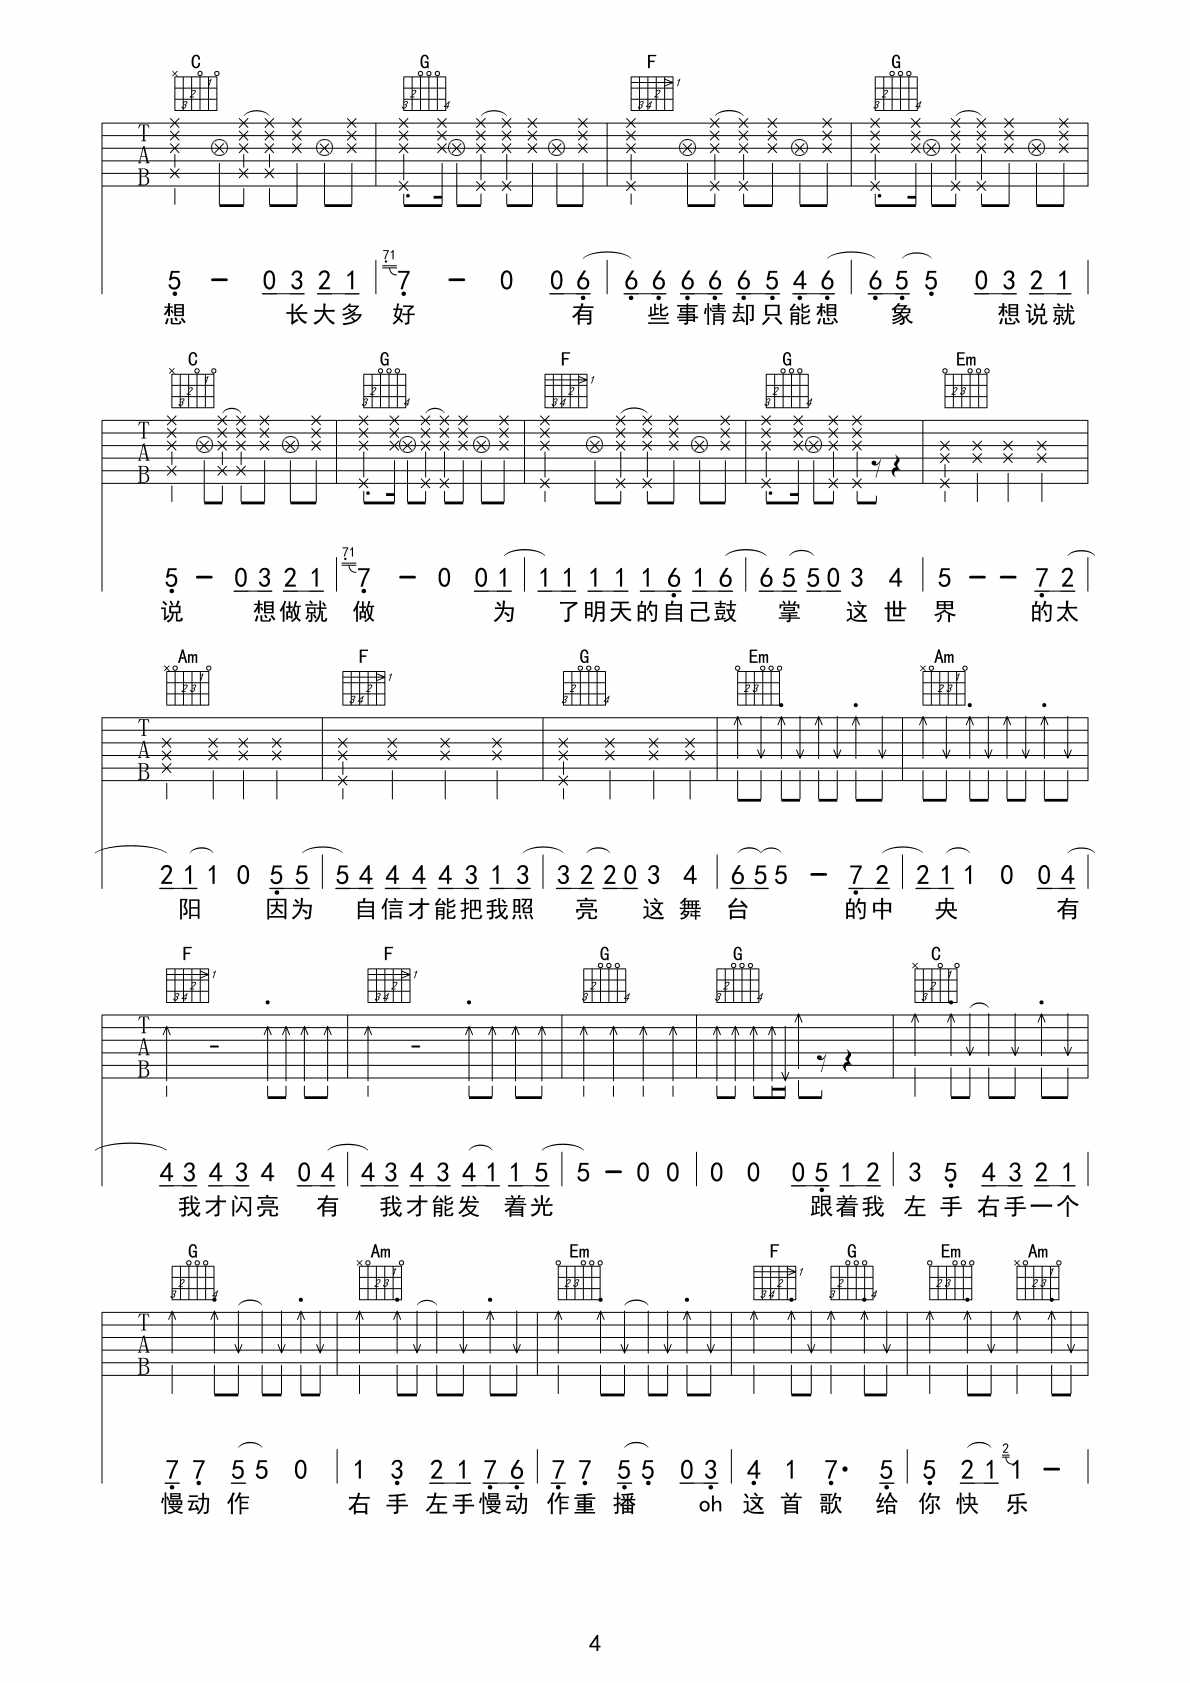 C G F G
T A B
5 — 0 3 2 1 71 7 — 0 0 6 6 6 6 6 6 5 4 6 6 5 5 0 3 2 1
想 长大多 好 有 些事情却只能想 象 想说就
C G F G Em
T A B
5 — 0 3 2 1 71 7 — 0 0 1 1 1 1 1 1 6 1 6 6 5 5 0 3 4 5 — — 7 2
说 想做就 做 为 了明天的自己鼓 掌 这 世 界 的太
Am F G Em Am
T A B
2 1 1 0 5 5 5 4 4 4 4 3 1 3 3 2 2 0 3 4 6 5 5 — 7 2 2 1 1 0 0 4
阳 因为 自信才能把我照 亮 这 舞 台 的中 央 有
F F G G C
T A B
4 3 4 3 4 0 4 4 3 4 3 4 1 1 5 5 — 0 0 0 0 0 5 1 2 3 5 4 3 2 1
我才闪亮 有 我才能发 着光 跟着我 左 手 右手一个
G Am Em F G Em Am
T A B
7 7 5 5 0 1 3 2 1 7 6 7 7 5 5 0 3 4 1 7· 5 5 2 1 2 1 —
慢动 作 右 手 左手慢动 作重 播 oh 这 首 歌 给 你 快 乐
4